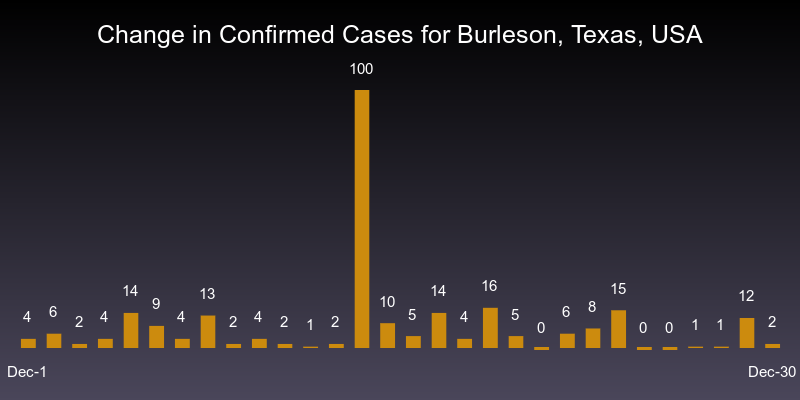 Change in Confirmed Cases for Burleson, Texas, USA
100
4 6 2 4 14 9 4 13 2 4 2 1 2 10 5 14 4 16 5 0 6 8 15 0 0 1 1 12 2
Dec-1 Dec-30